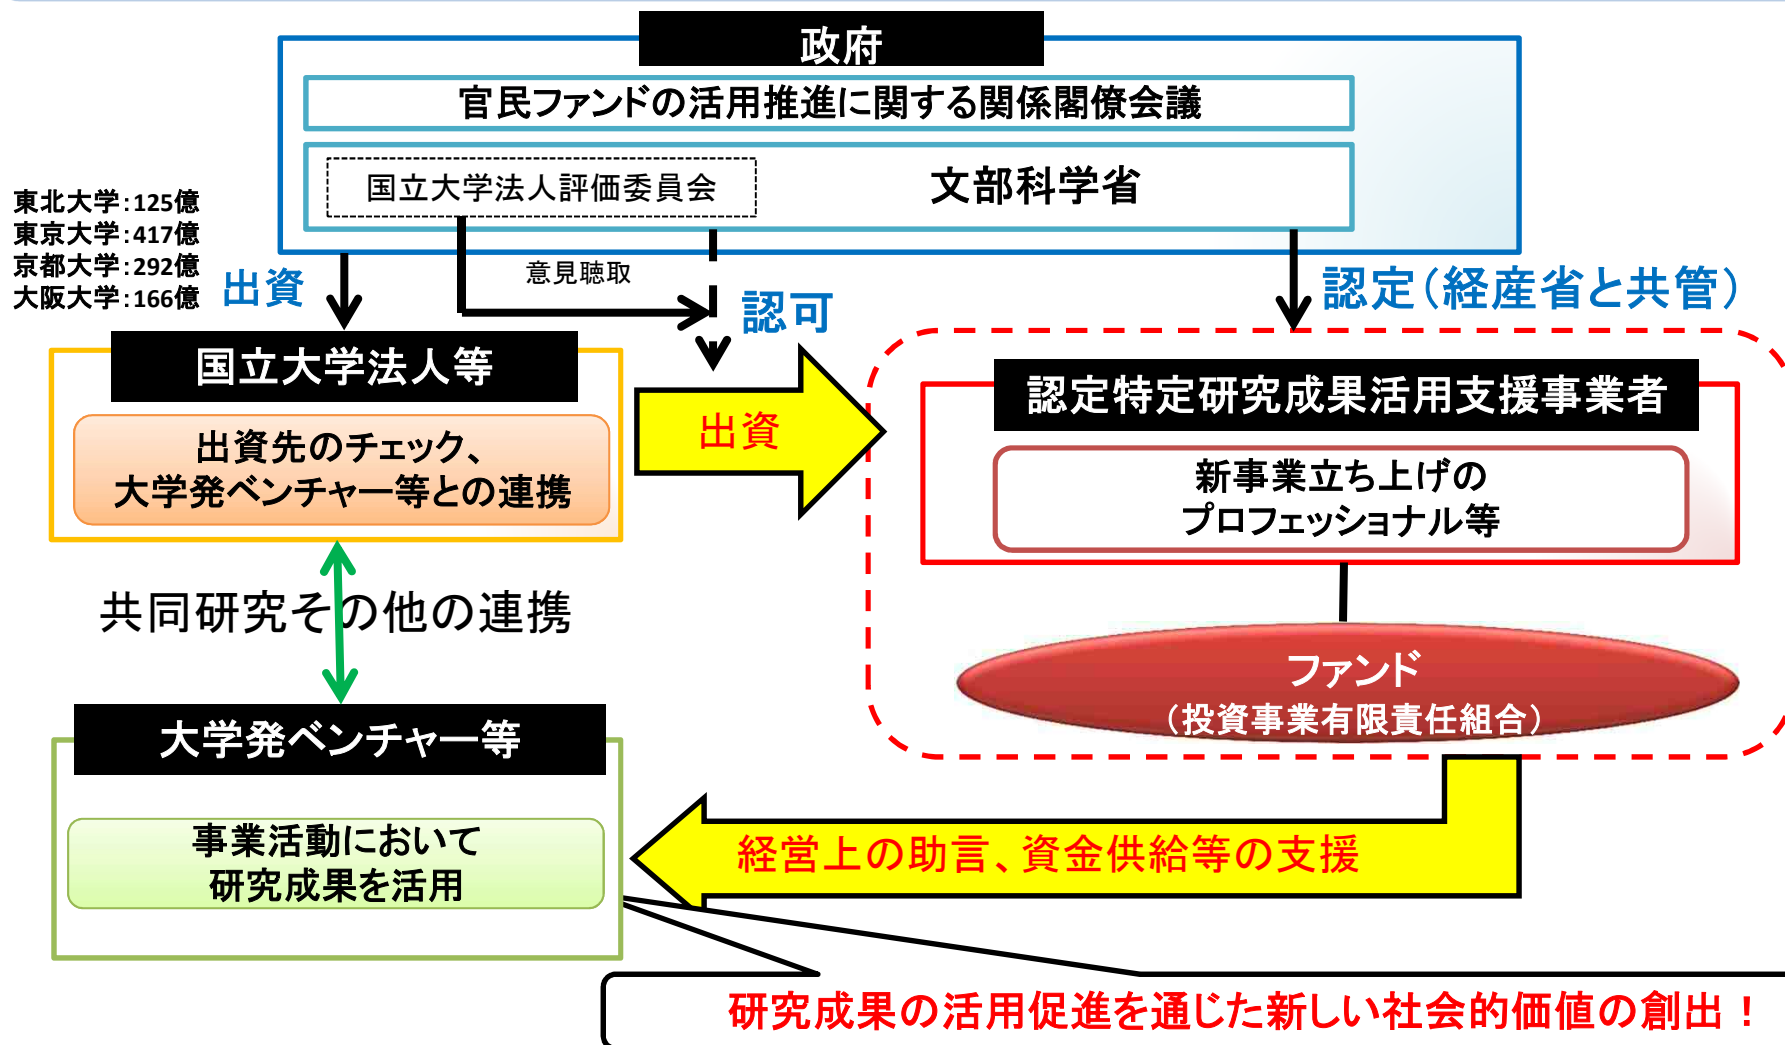 政府
官民ファンドの活用推進に関する関係閣僚会議
国立大学法人評価委員会
文部科学省
東北大学:125億
東京大学:417億
京都大学:292億
大阪大学:166億
出資
意見聴取
認可
認定(経産省と共管)
国立大学法人等
出資先のチェック、
大学発ベンチャー等との連携
出資
認定特定研究成果活用支援事業者
新事業立ち上げの
プロフェッショナル等
共同研究その他の連携
ファンド
(投資事業有限責任組合)
大学発ベンチャー等
事業活動において
研究成果を活用
経営上の助言、資金供給等の支援
研究成果の活用促進を通じた新しい社会的価値の創出!